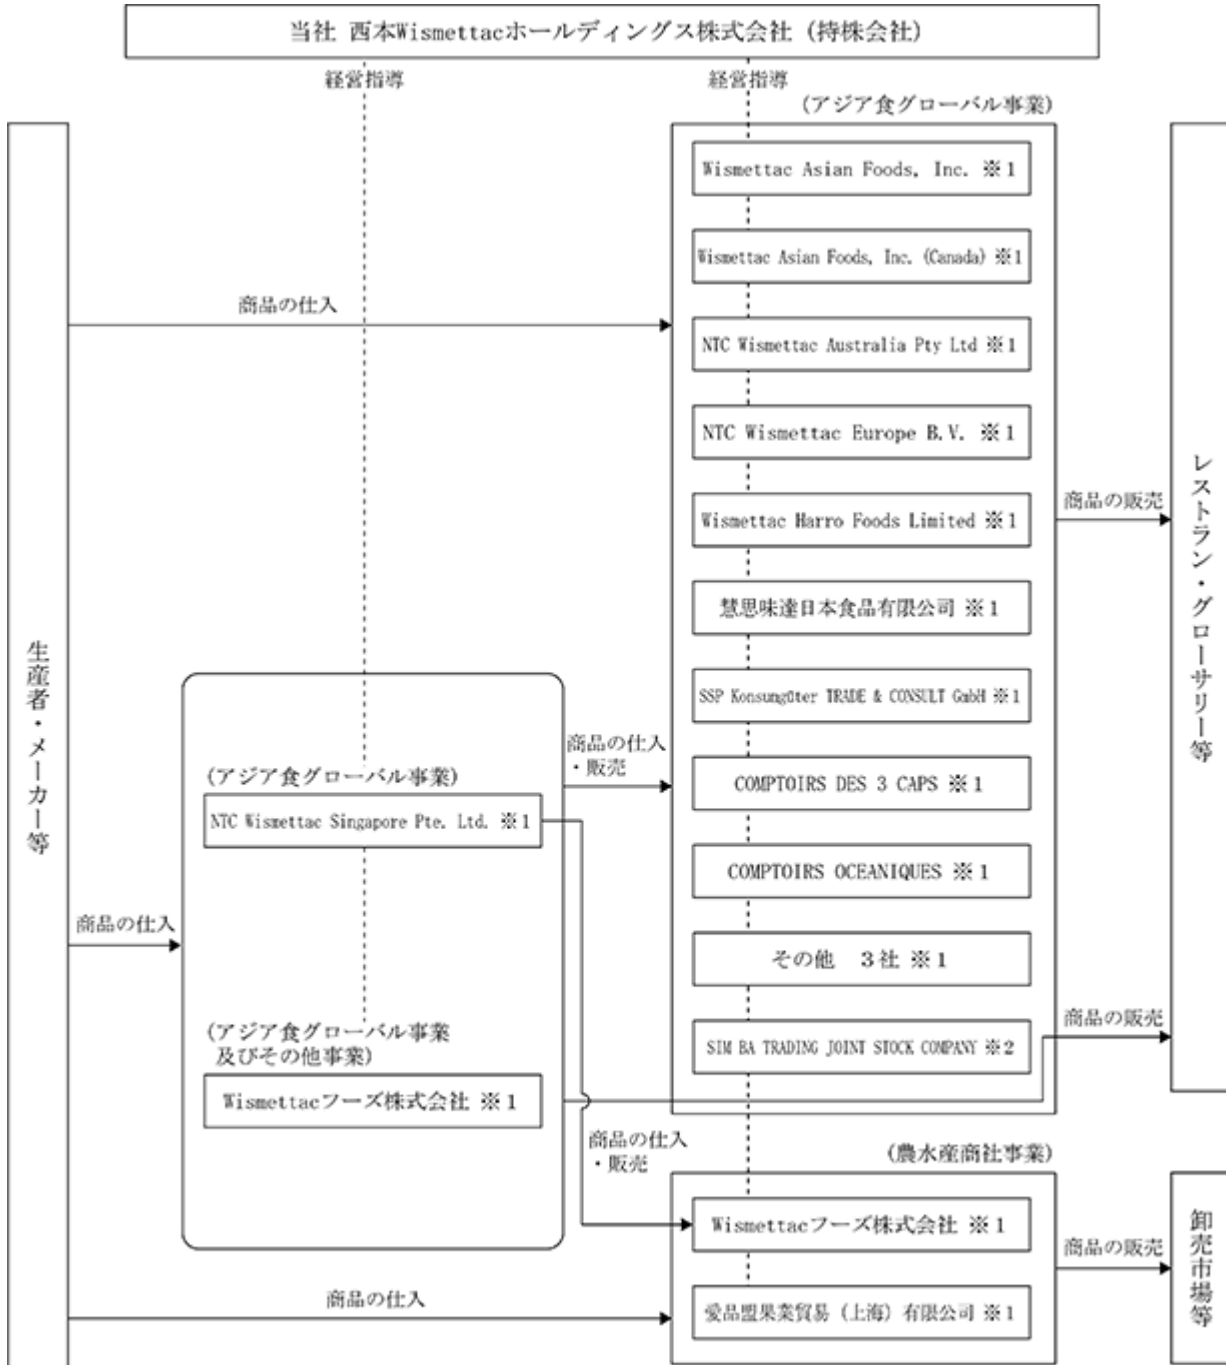 当社 西本Wismettacホールディングス株式会社 (持株会社)
経営指導
経営指導
(アジア食グローバル事業)
Wismettac Asian Foods, Inc. ※1
Wismettac Asian Foods, Inc. (Canada) ※1
商品の仕入
NTC Wismettac Australia Pty Ltd ※1
NTC Wismettac Europe B.V. ※1
Wismettac Harro Foods Limited ※1
商品の販売
レストラン・グローサリー等
慧思味達日本食品有限公司 ※1
生産者・メーカー等
SSP Konsungüter TRADE & CONSULT GmbH ※1
商品の仕入
・販売
(アジア食グローバル事業)
NTC Wismettac Singapore Pte. Ltd. ※1
COMPTOIRS DES 3 CAPS ※1
COMPTOIRS OCEANIQUES ※1
商品の仕入
その他 3社 ※1
商品の販売
(アジア食グローバル事業
及びその他事業)
SIM BA TRADING JOINT STOCK COMPANY ※2
Wismettacフーズ株式会社 ※1
商品の仕入
・販売
(農水産商社事業)
Wismettacフーズ株式会社 ※1
商品の販売
卸売市場等
商品の仕入
愛品盟果業貿易 (上海) 有限公司 ※1